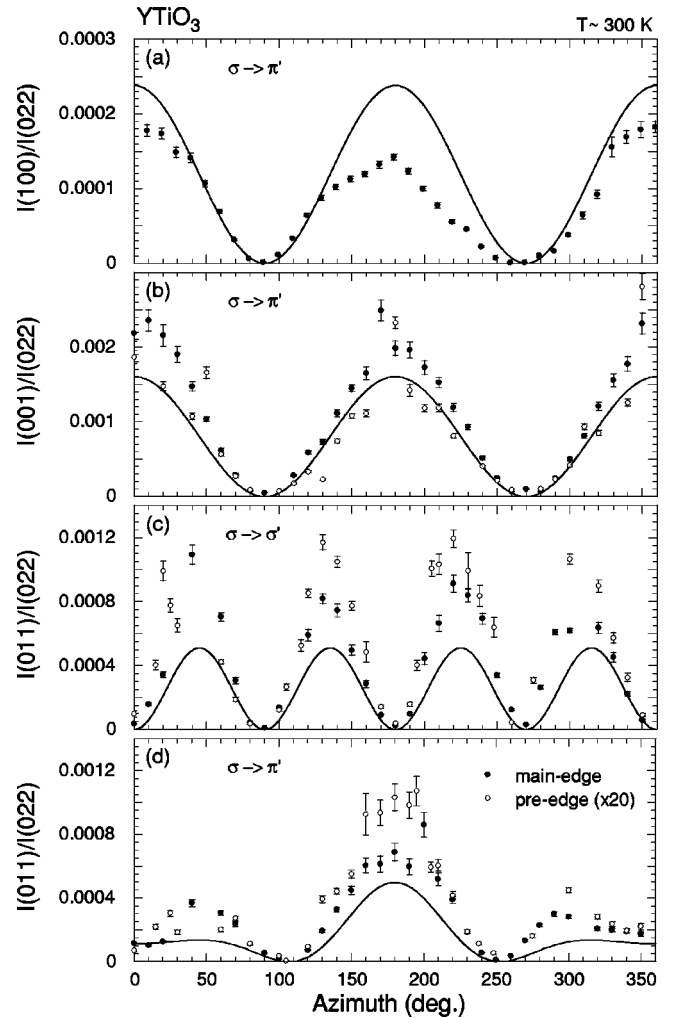 YTiO3 T~ 300 K
0.0003
(a)
σ -> π'
0.0002
I(100)/I(022)
0.0001
0
(b)
σ -> π'
0.002
I(001)/I(022)
0.001
0
(c)
σ -> σ'
0.0012
I(011)/I(022)
0.0008
0.0004
0
(d)
σ -> π'
0.0012
main-edge
pre-edge (x20)
I(011)/I(022)
0.0008
0.0004
0
0 50 100 150 200 250 300 350
Azimuth (deg.)